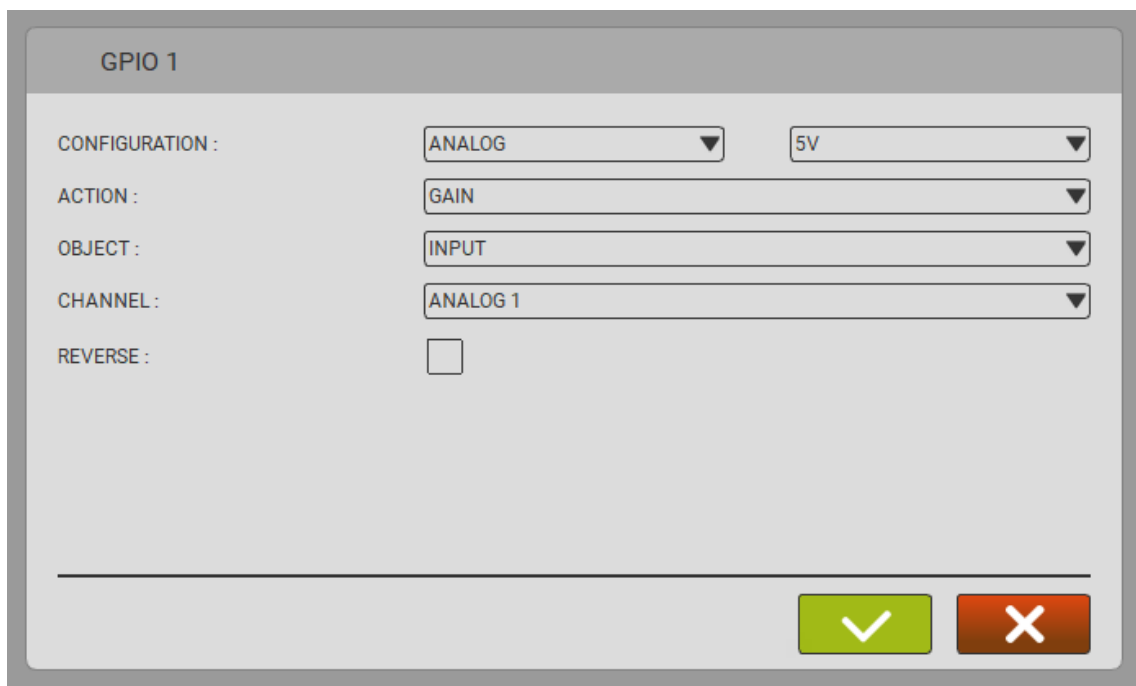 GPIO 1
CONFIGURATION : ANALOG 5V
ACTION : GAIN
OBJECT : INPUT
CHANNEL : ANALOG 1
REVERSE :